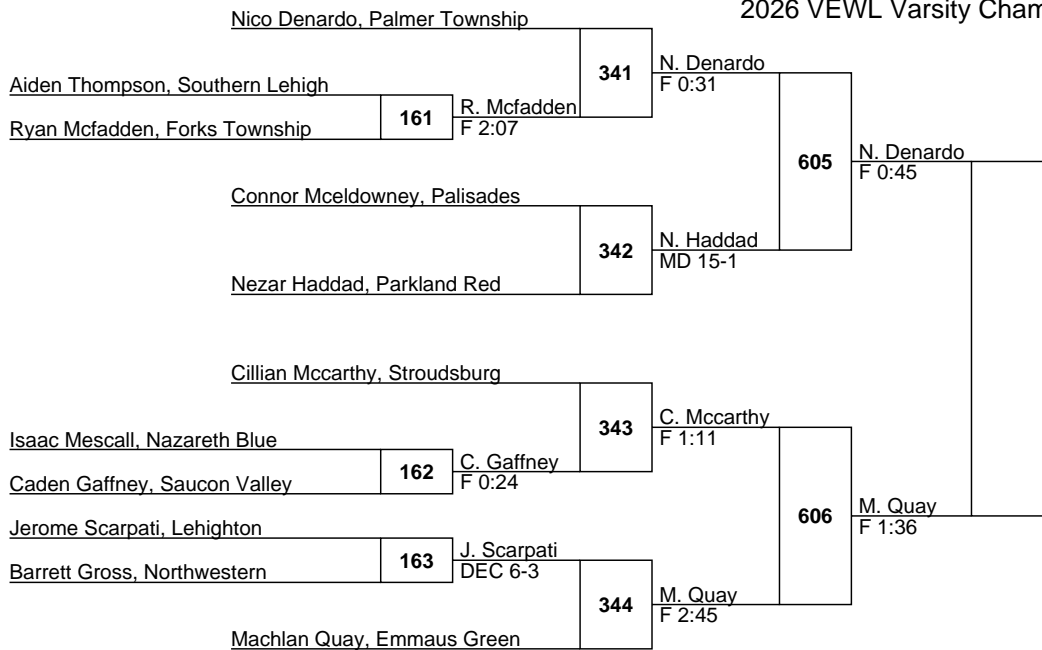 2026 VEWL Varsity Cham
Nico Denardo, Palmer Township
341
N. Denardo
F 0:31
Aiden Thompson, Southern Lehigh
161
R. Mcfadden
F 2:07
Ryan Mcfadden, Forks Township
605
N. Denardo
F 0:45
Connor Mceldowney, Palisades
342
N. Haddad
MD 15-1
Nezar Haddad, Parkland Red
Cillian Mccarthy, Stroudsburg
343
C. Mccarthy
F 1:11
Isaac Mescall, Nazareth Blue
162
C. Gaffney
F 0:24
Caden Gaffney, Saucon Valley
606
M. Quay
F 1:36
Jerome Scarpati, Lehighton
163
J. Scarpati
DEC 6-3
Barrett Gross, Northwestern
344
M. Quay
F 2:45
Machlan Quay, Emmaus Green